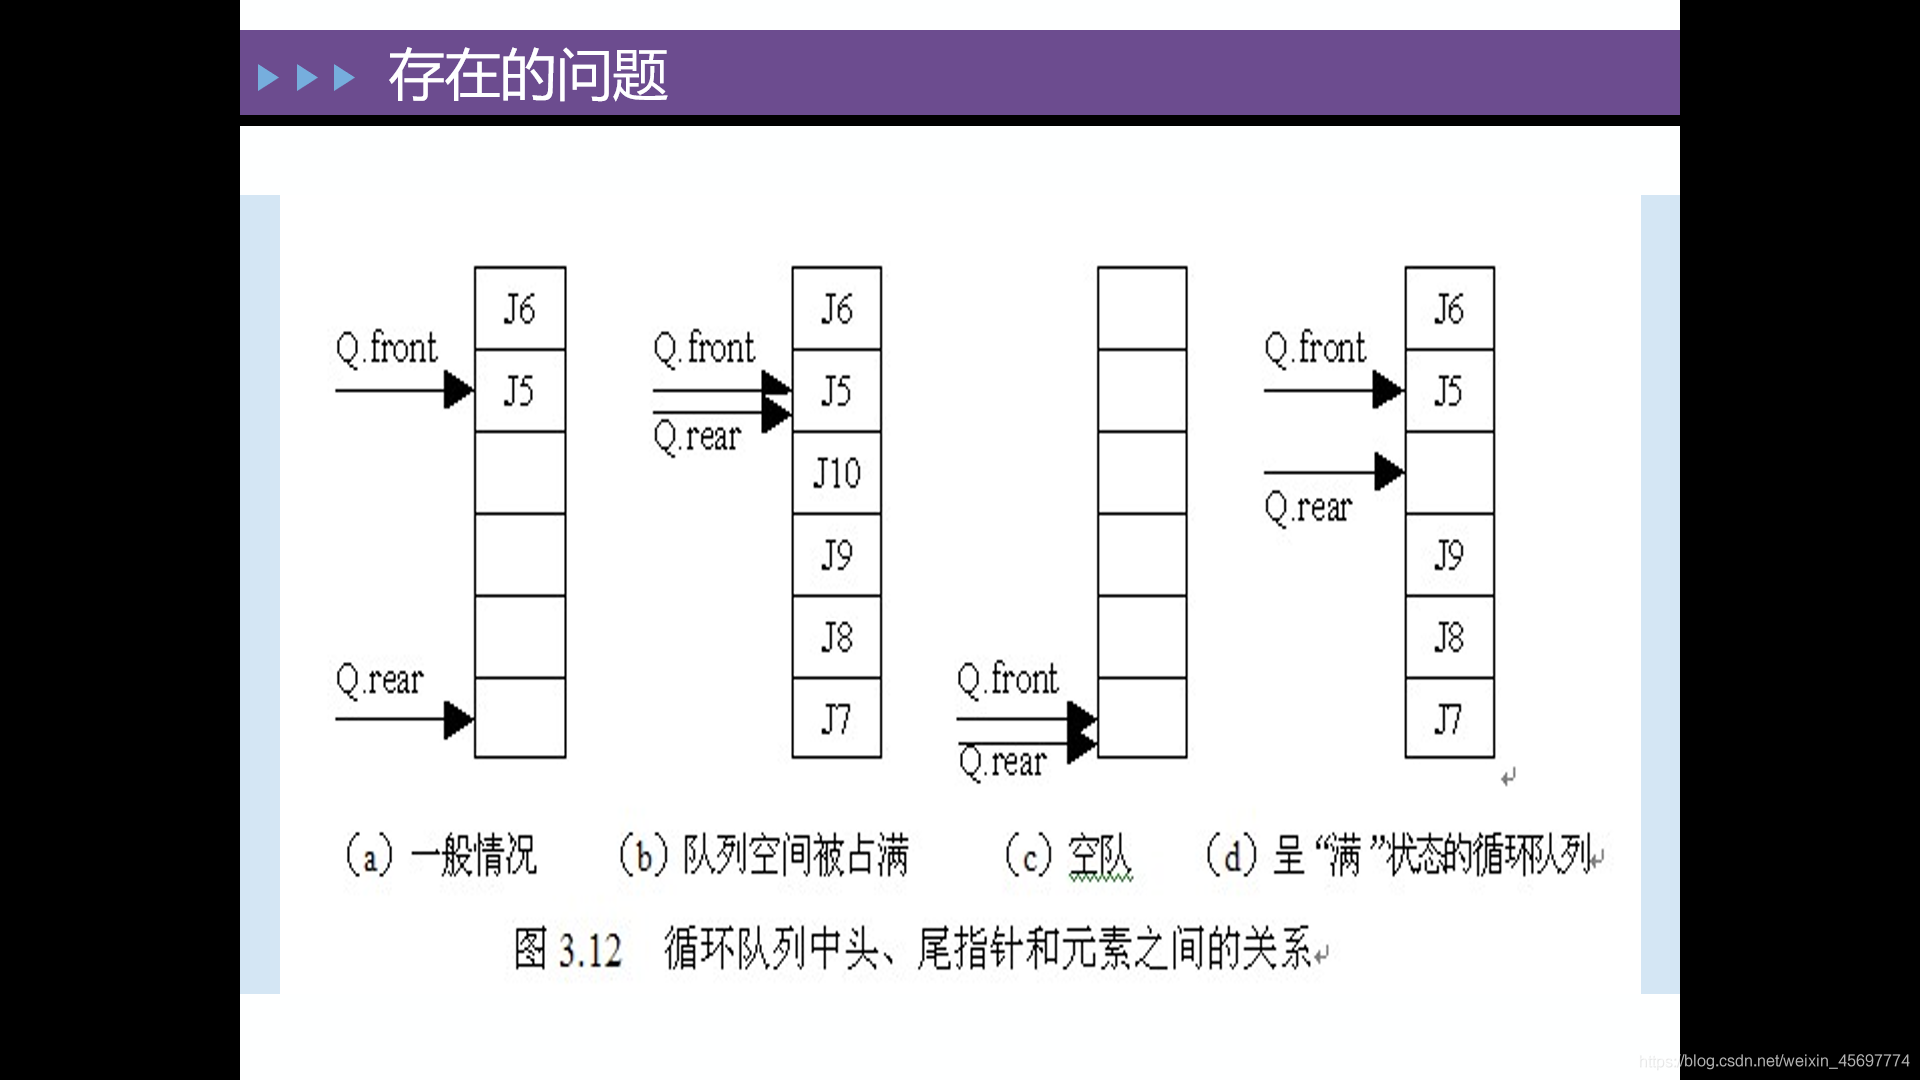 存在的问题
J6
Q.front
J5
Q.rear
J6
Q.front
J5
Q.rear
J10
J9
J8
J7
Q.front
Q.rear
J6
Q.front
J5
Q.rear
J9
J8
J7
（a）一般情况
（b）队列空间被占满
（c）空队
（d）呈“满”状态的循环队列
图 3.12 循环队列中头、尾指针和元素之间的关系
https://blog.csdn.net/weixin_45697774